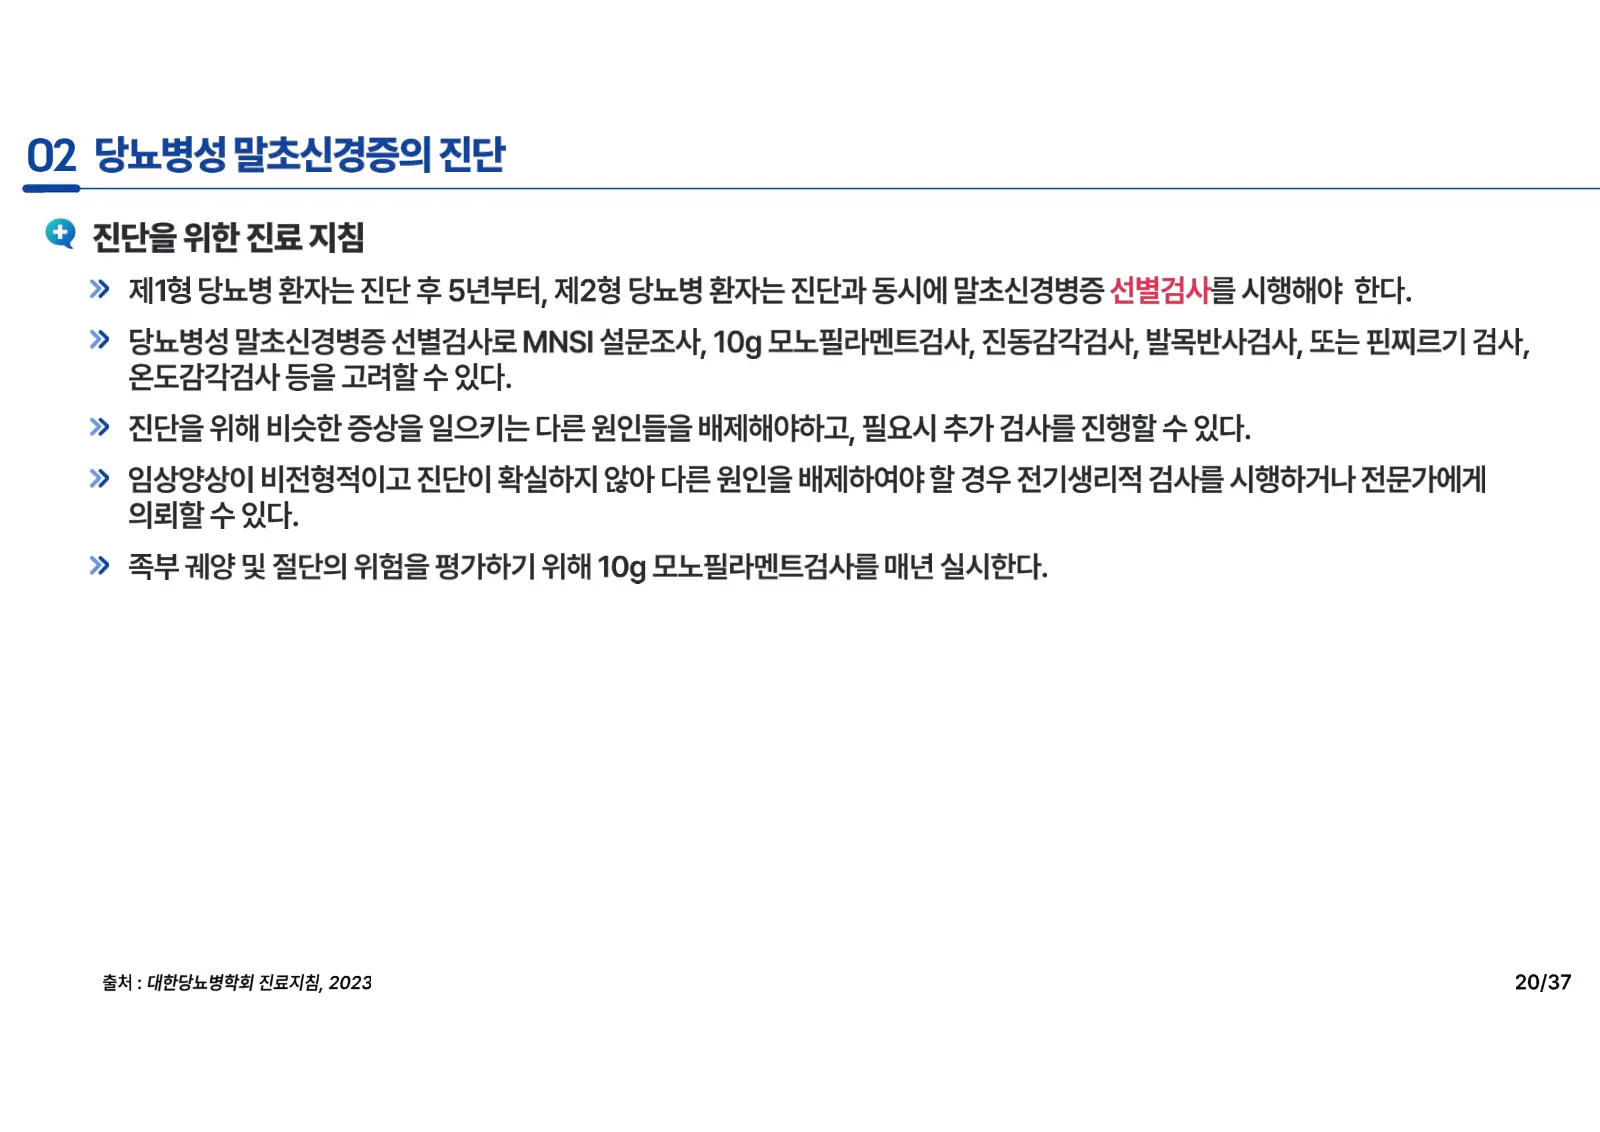 02 당뇨병성 말초신경증의 진단
진단을 위한 진료 지침
제1형 당뇨병 환자는 진단 후 5년부터, 제2형 당뇨병 환자는 진단과 동시에 말초신경병증 선별검사를 시행해야 한다.
당뇨병성 말초신경병증 선별검사로 MNSI 설문조사, 10g 모노필라멘트검사, 진동감각검사, 발목반사검사, 또는 핀찌르기 검사,
온도감각검사 등을 고려할 수 있다.
진단을 위해 비슷한 증상을 일으키는 다른 원인들을 배제해야하고, 필요시 추가 검사를 진행할 수 있다.
임상양상이 비전형적이고 진단이 확실하지 않아 다른 원인을 배제하여야 할 경우 전기생리적 검사를 시행하거나 전문가에게
의뢰할 수 있다.
족부 궤양 및 절단의 위험을 평가하기 위해 10g 모노필라멘트검사를 매년 실시한다.
출처 : 대한당뇨병학회 진료지침, 2023
20/37